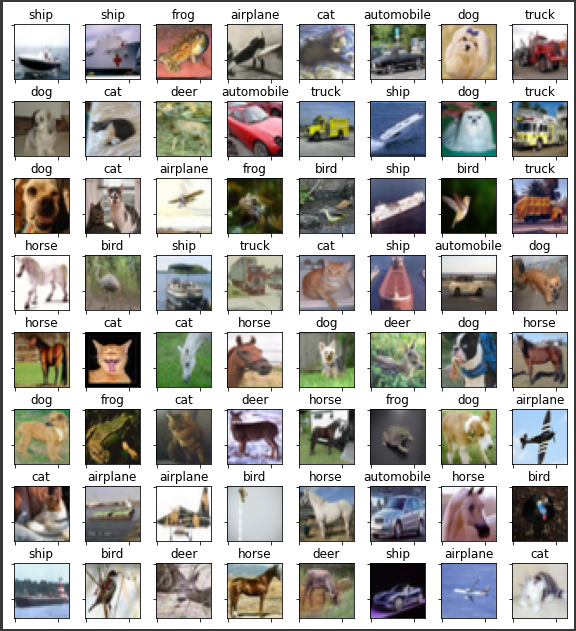 ship ship frog airplane cat automobile dog truck
dog cat deer automobile truck ship dog truck
dog cat airplane frog bird ship bird truck
horse bird ship truck cat ship automobile dog
horse cat cat horse dog deer dog horse
dog frog cat deer horse frog dog airplane
cat airplane airplane bird horse automobile horse bird
ship bird deer horse deer ship airplane cat